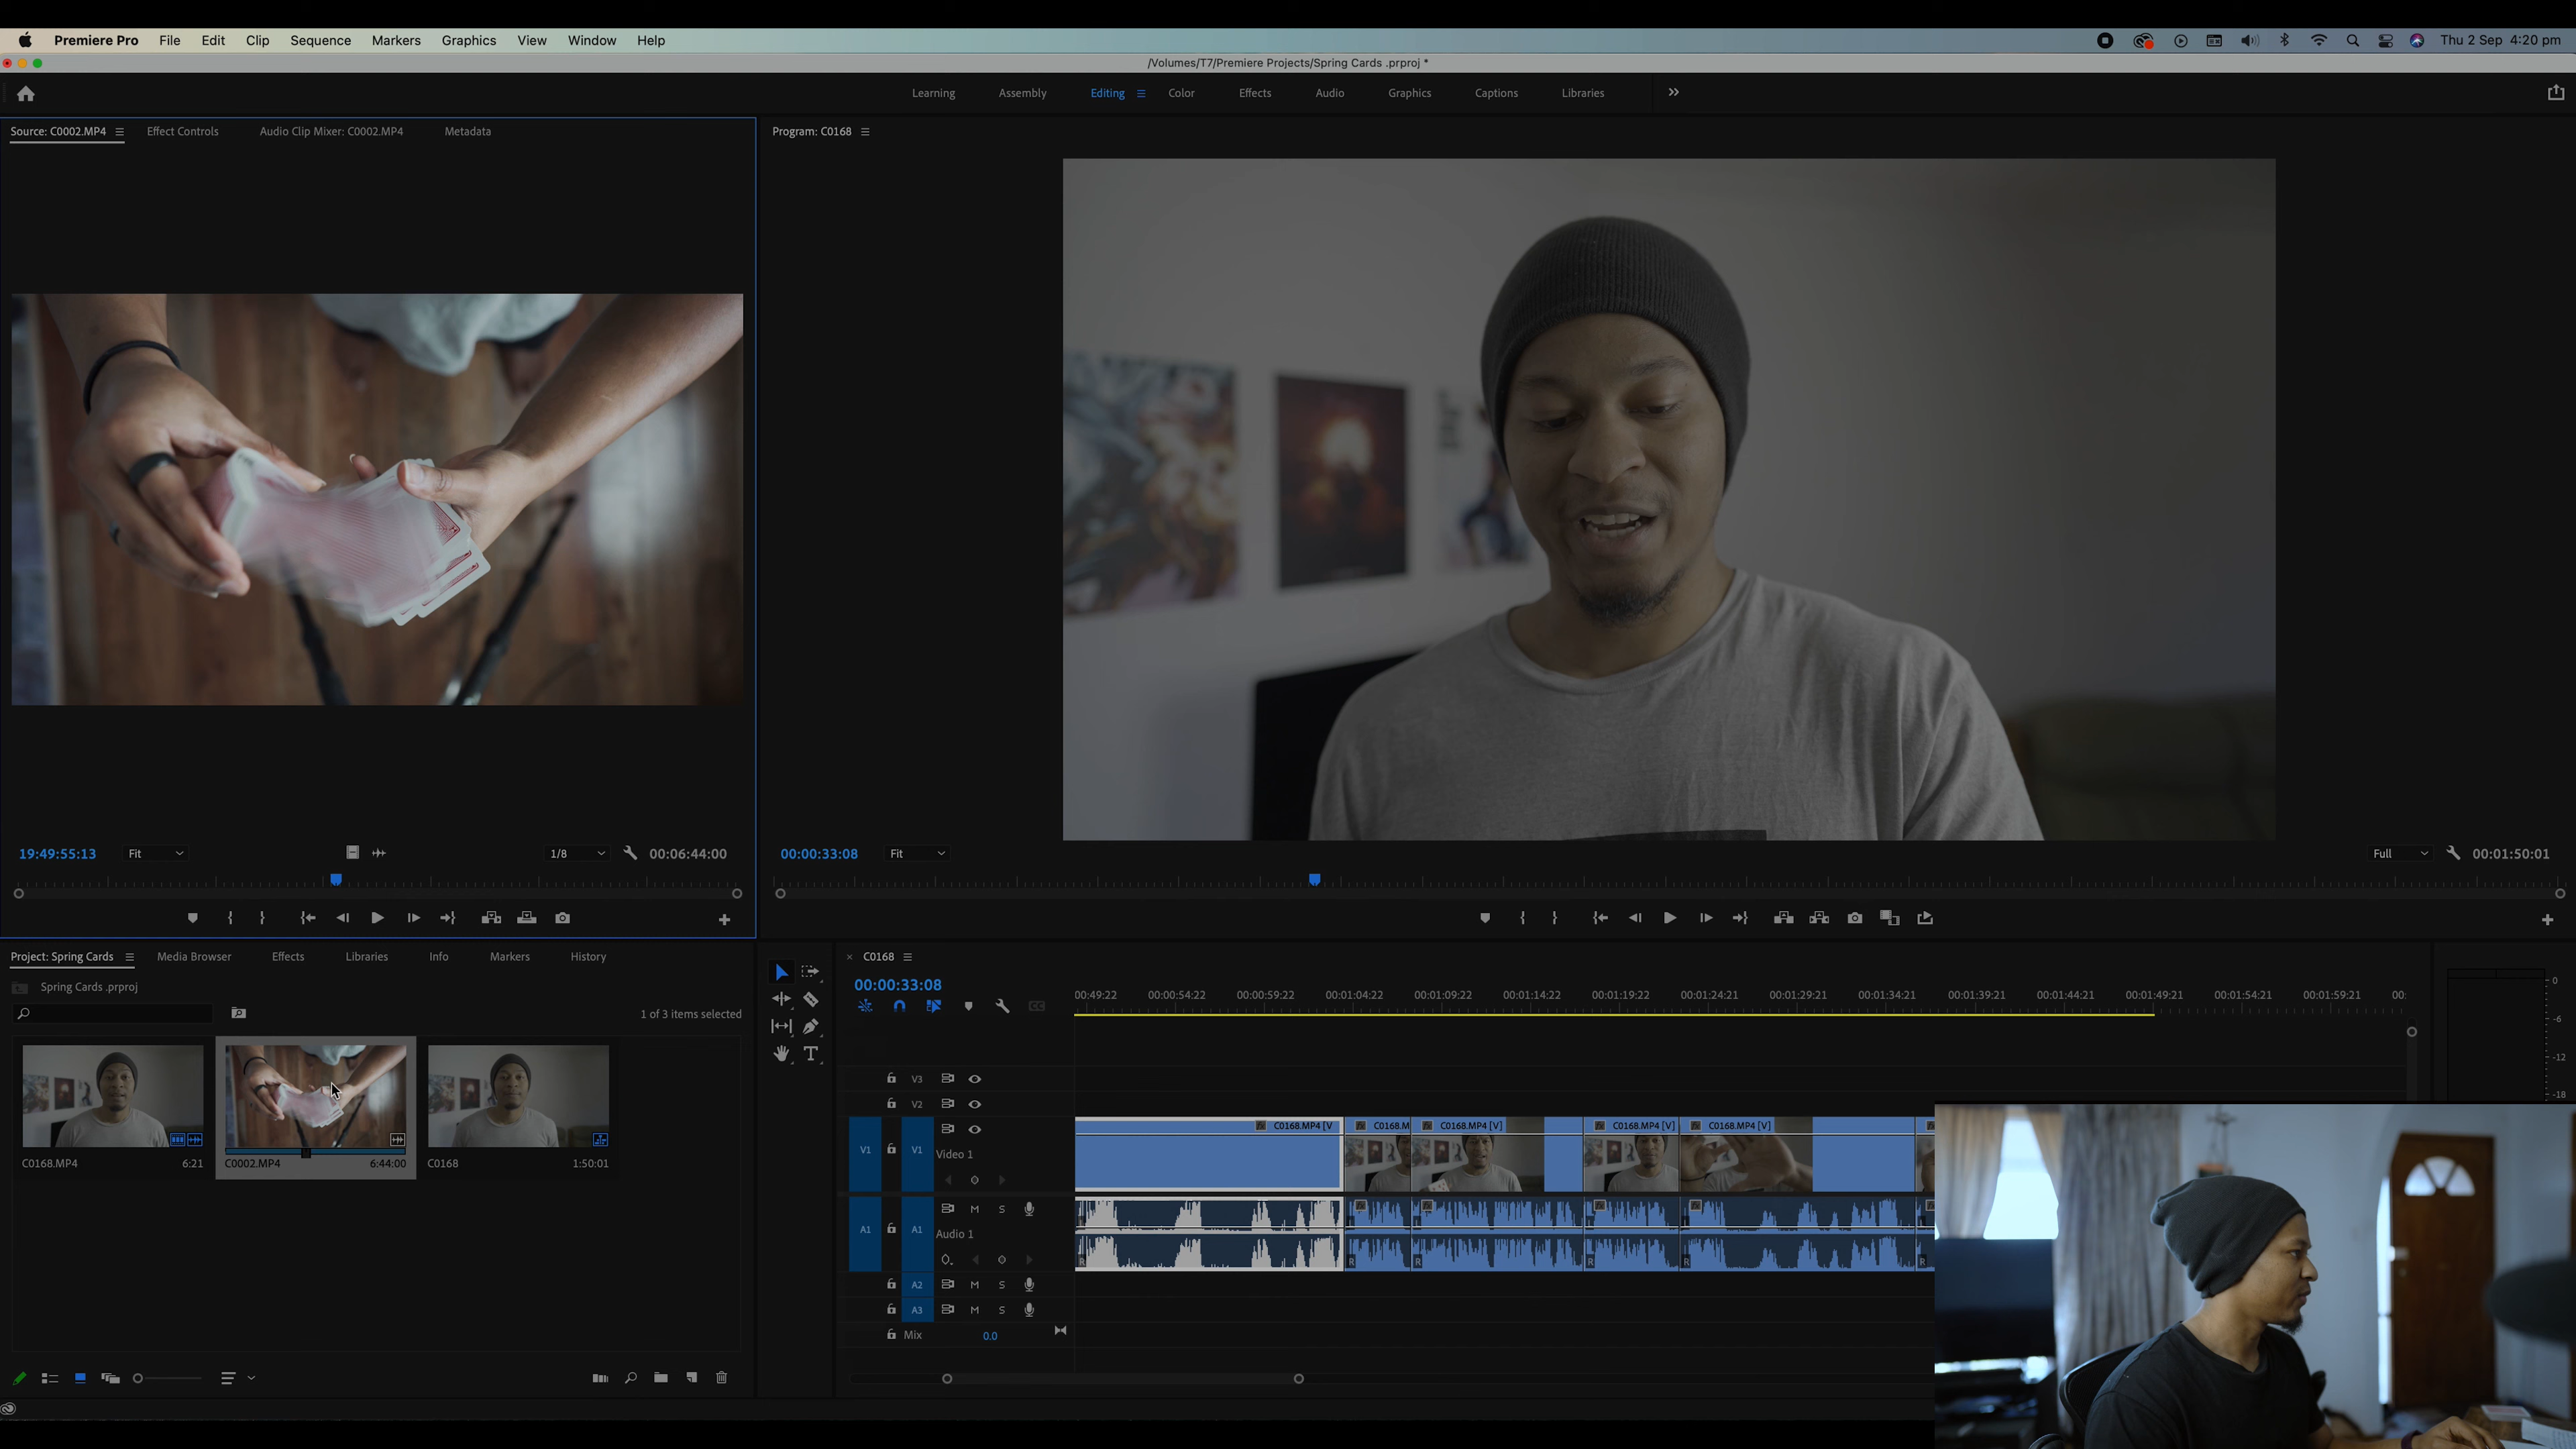 Premiere Pro File Edit Clip Sequence Markers Graphics View Window Help Thu 2 Sep 4:20 pm
/Volumes/T7/Premiere Projects/Spring Cards .prproj *
Learning Assembly Editing Color Effects Audio Graphics Captions Libraries
Source: C0002.MP4 Effect Controls Audio Clip Mixer: C0002.MP4 Metadata
Program: C0168
19:49:55:13 Fit 1/8 00:06:44:00
00:00:33:08 Fit Full 00:01:50:01
Project: Spring Cards Media Browser Effects Libraries Info Markers History
Spring Cards .prproj
1 of 3 items selected
C0168.MP4 6:21
C0002.MP4 6:44:00
C0168 1:50:01
C0168
00:00:33:08
00:49:22 00:00:54:22 00:00:59:22 00:01:04:22 00:01:09:22 00:01:14:22 00:01:19:22 00:01:24:21 00:01:29:21 00:01:34:21 00:01:39:21 00:01:44:21 00:01:49:21 00:01:54:21 00:01:59:21 00:
V3
V2
C0168.MP4 [V C0168.M C0168.MP4 [V] C0168.MP4 [V] C0168.MP4 [V]
V1 V1 Video 1
M S
A1 A1 Audio 1
R R R R R R
A2 M S
A3 M S
Mix 0.0
0
-6
-12
-18